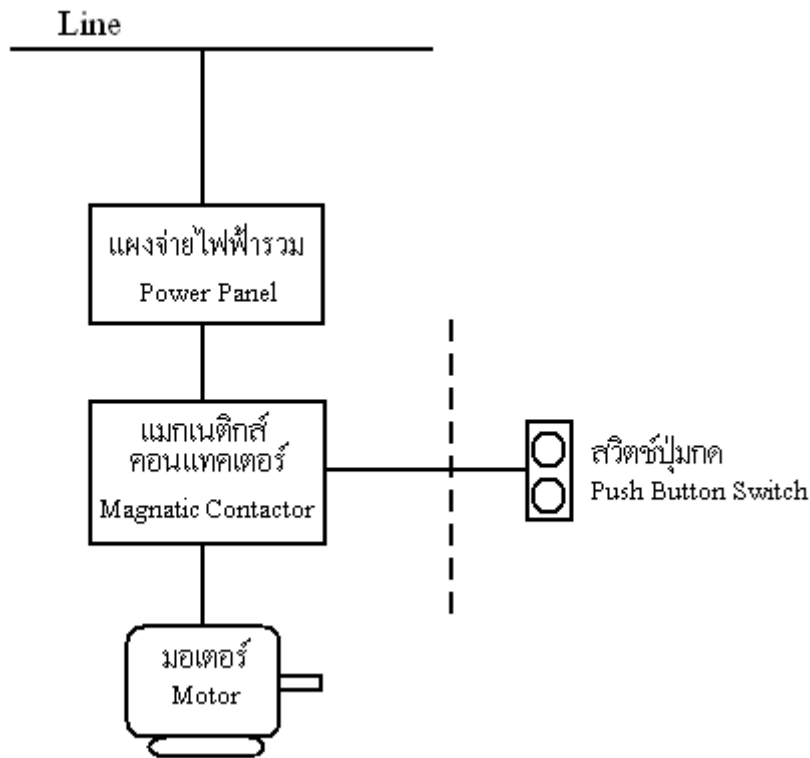 Line
แผงจ่ายไฟฟ้ารวม
Power Panel
แมกเนติกส์
คอนแทคเตอร์
Magnatic Contactor
สวิตช์ปุ่มกด
Push Button Switch
มอเตอร์
Motor